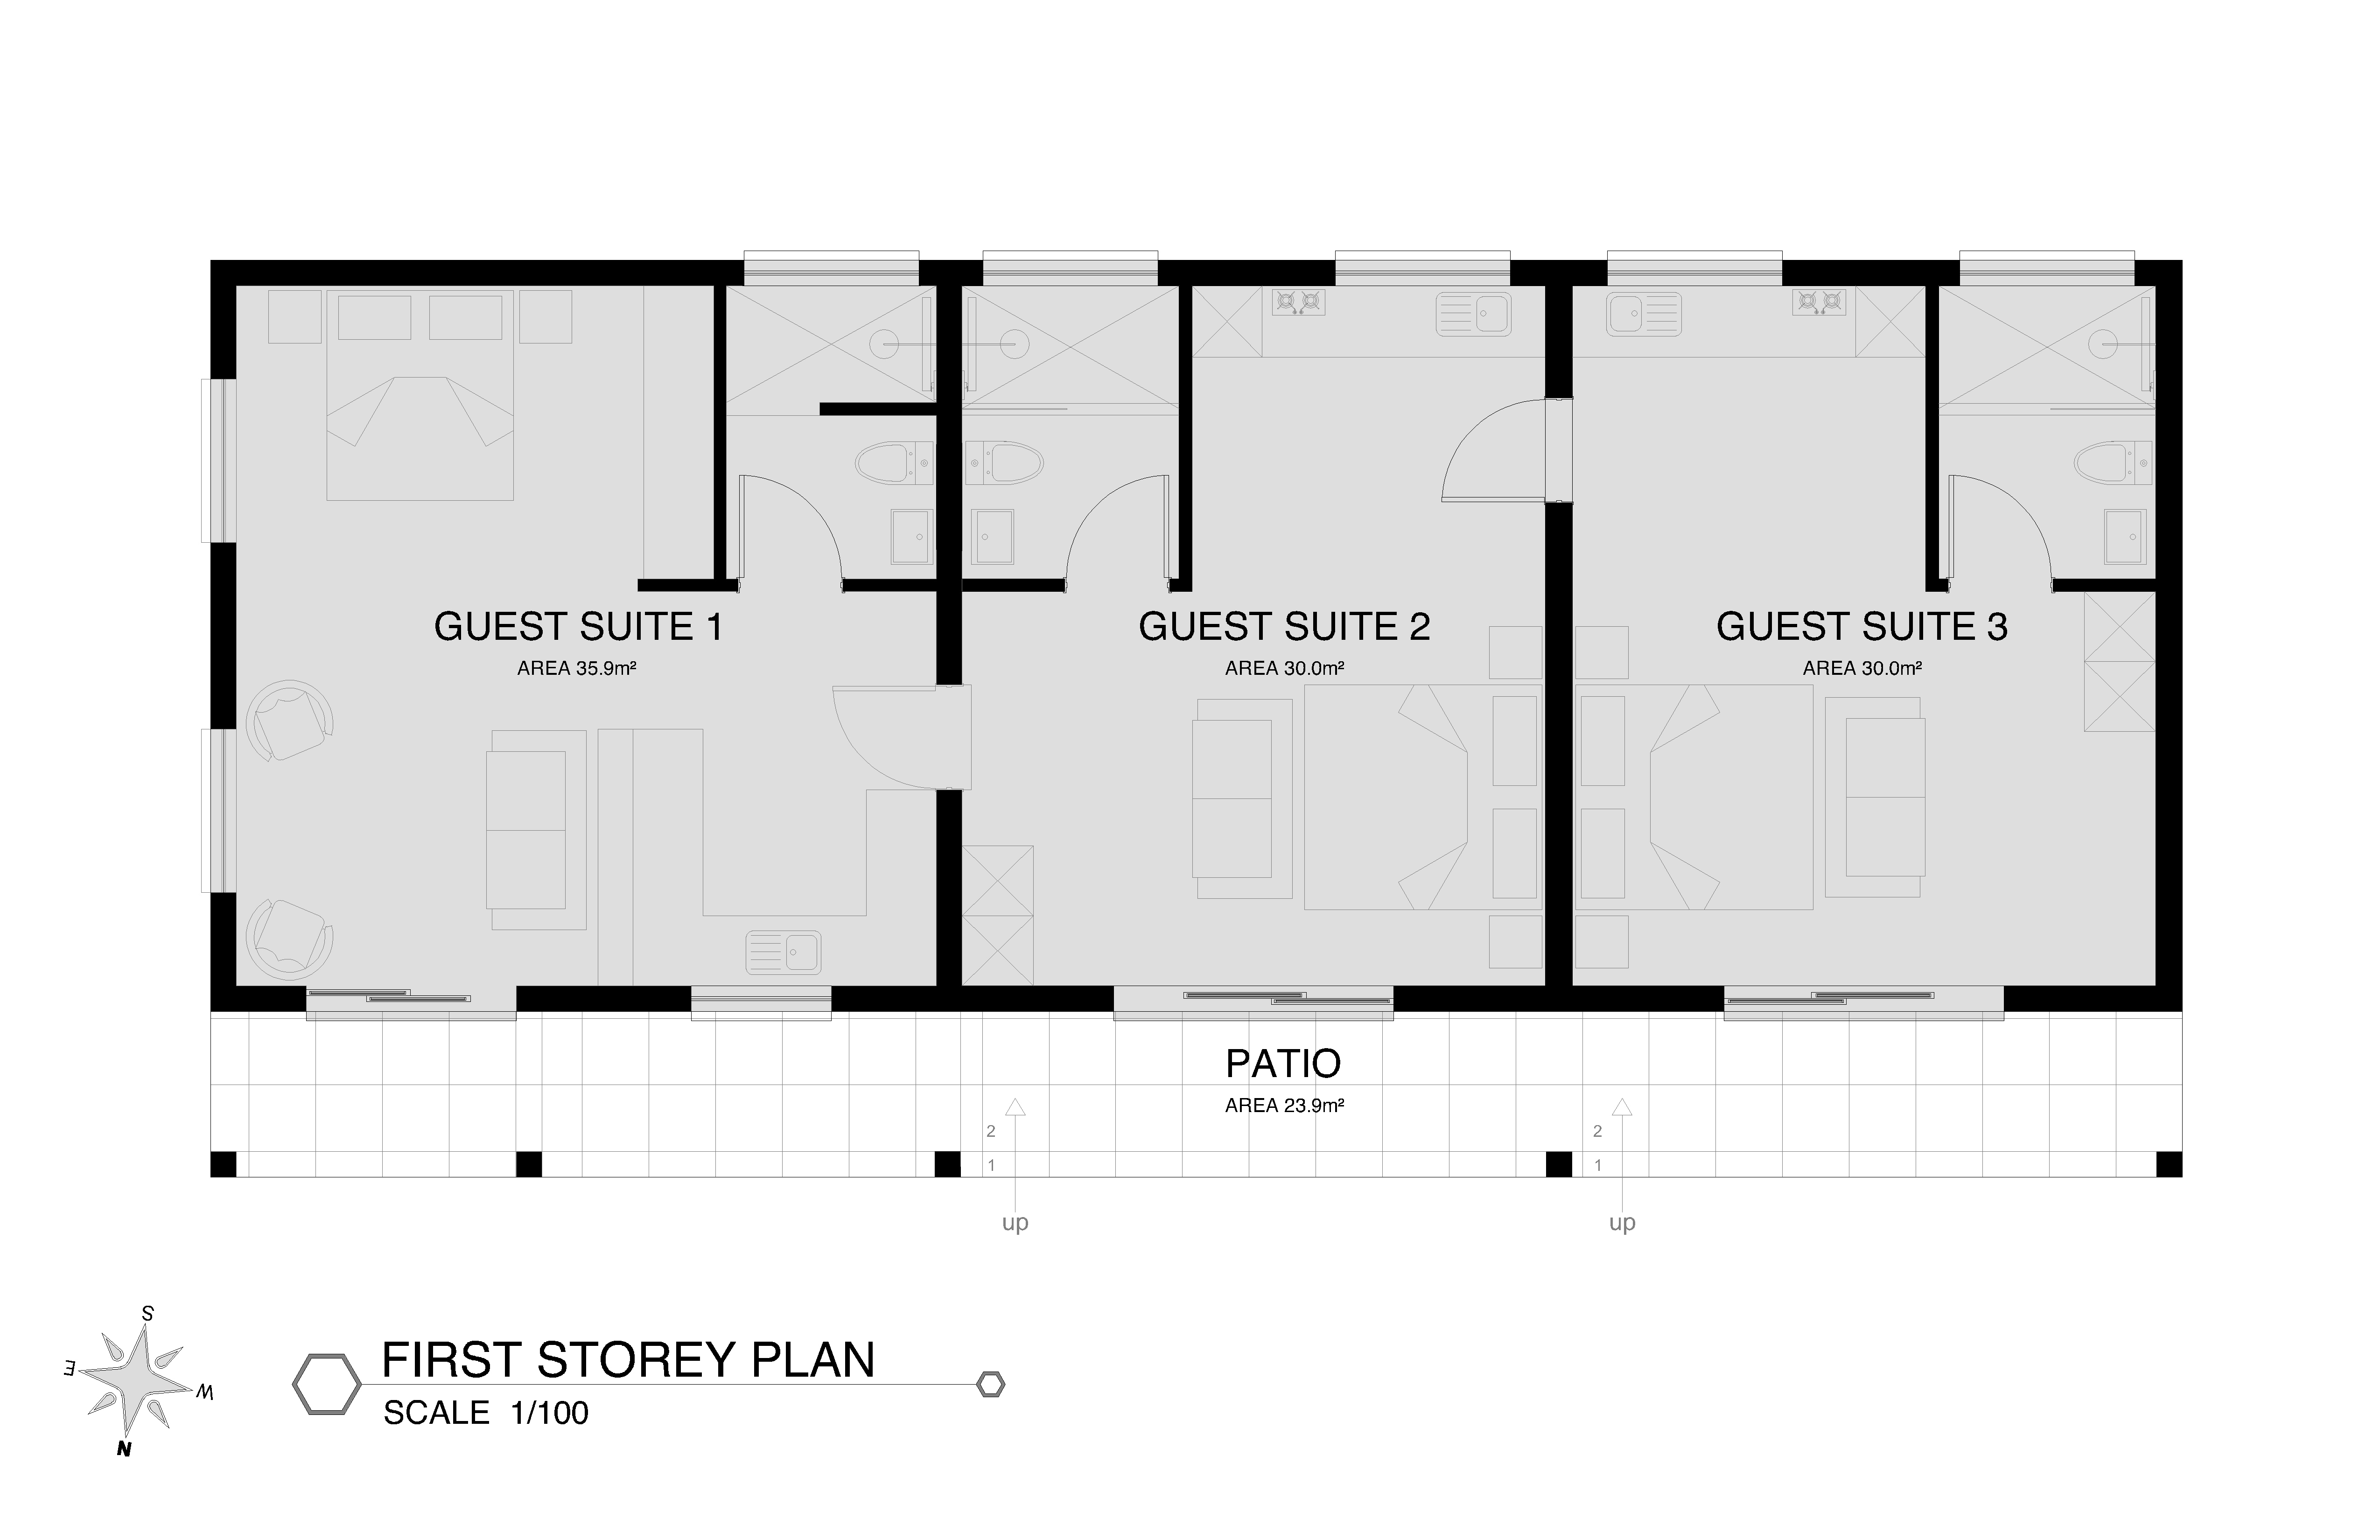 GUEST SUITE 1
AREA 35.9m²
GUEST SUITE 2
AREA 30.0m²
GUEST SUITE 3
AREA 30.0m²
PATIO
AREA 23.9m²
2
1
up
2
1
up
S
E
W
N
FIRST STOREY PLAN
SCALE 1/100